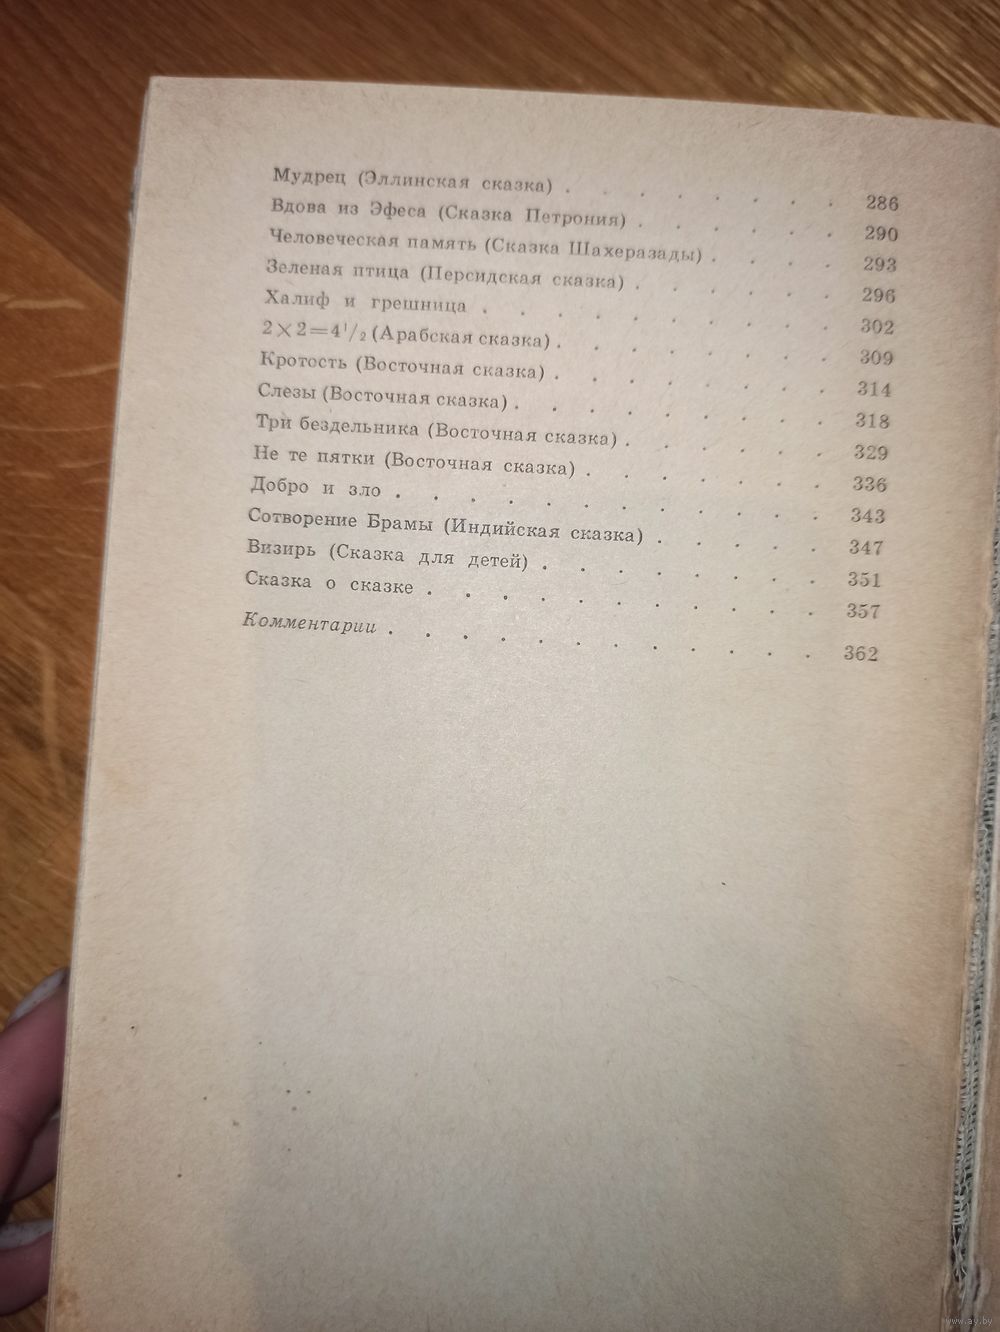 Мудрец (Эллинская сказка) . . . . . . . . 286
Вдова из Эфеса (Сказка Петрония) . . . . . . 290
Человеческая память (Сказка Шахеразады) . . . . 293
Зеленая птица (Персидская сказка) . . . . . . 296
Халиф и грешница . . . . . . . . . . 302
2×2=4¹/₂ (Арабская сказка) . . . . . . . . 309
Кротость (Восточная сказка) . . . . . . . . 314
Слезы (Восточная сказка) . . . . . . . . . 318
Три бездельника (Восточная сказка) . . . . . . 329
Не те пятки (Восточная сказка) . . . . . . . 336
Добро и зло . . . . . . . . . . . . 343
Сотворение Брамы (Индийская сказка) . . . . . 347
Визирь (Сказка для детей) . . . . . . . . 351
Сказка о сказке . . . . . . . . . . . 357
Комментарии . . . . . . . . . . . . 362
www.ay.by